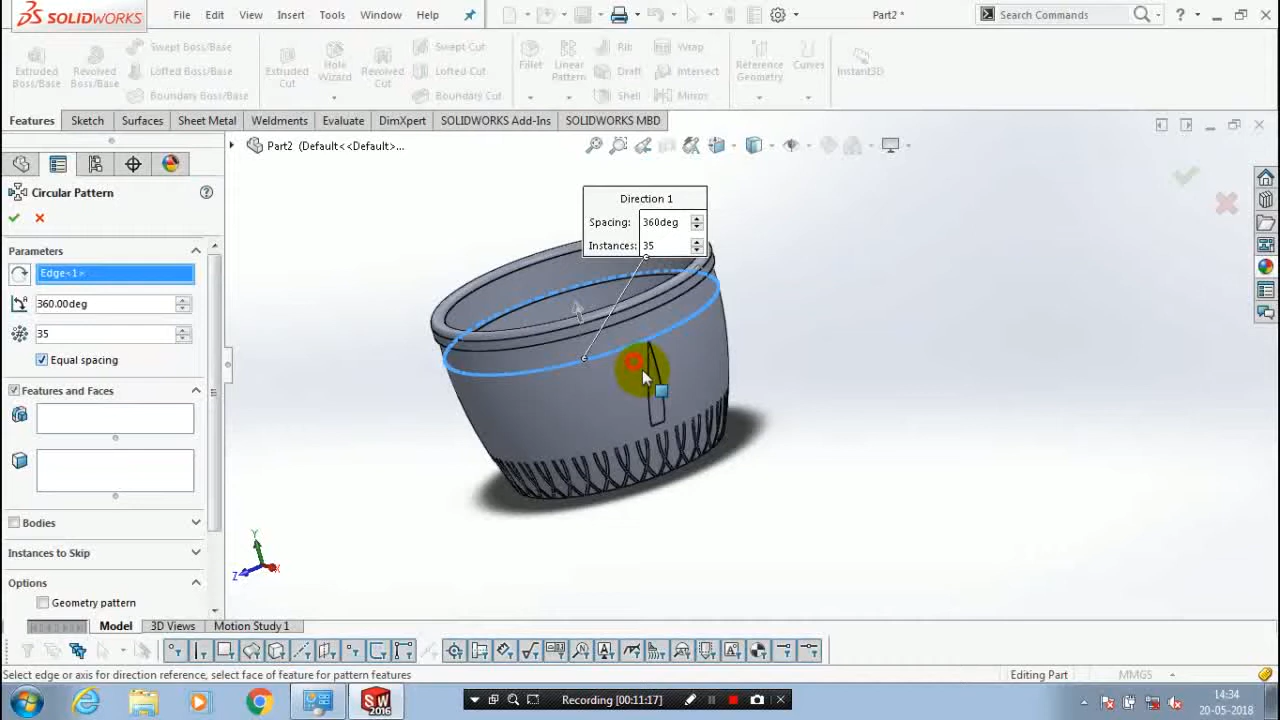 SOLIDWORKS
File Edit View Insert Tools Window Help
Part2 *
Search Commands
Extruded Boss/Base
Revolved Boss/Base
Swept Boss/Base
Lofted Boss/Base
Boundary Boss/Base
Extruded Cut
Hole Wizard
Revolved Cut
Swept Cut
Lofted Cut
Boundary Cut
Fillet
Linear Pattern
Rib
Draft
Shell
Wrap
Intersect
Mirror
Reference Geometry
Curves
Instant3D
Features Sketch Surfaces Sheet Metal Weldments Evaluate DimXpert SOLIDWORKS Add-Ins SOLIDWORKS MBD
Part2 (Default<<Default>...
Circular Pattern
Parameters
Edge<1>
360.00deg
35
Equal spacing
Features and Faces
Bodies
Instances to Skip
Options
Geometry pattern
Direction 1
Spacing: 360deg
Instances: 35
Y
Z
X
Model 3D Views Motion Study 1
Select edge or axis for direction reference, select face of feature for pattern features
Editing Part
MMGS
SW
2016
Recording [00:11:17]
14:34
20-05-2018